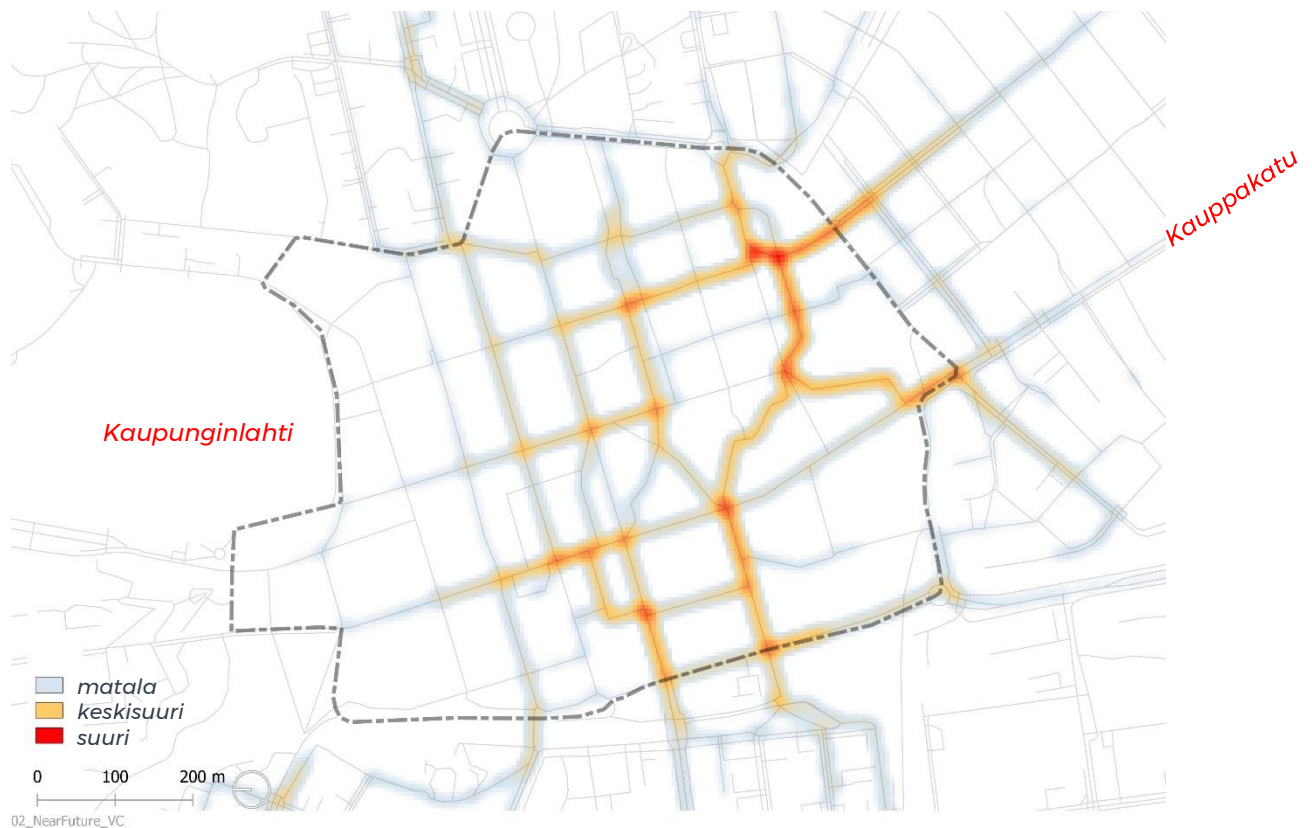 Kauppakatu
Kaupunginlahti
matala
keskisuuri
suuri
0 100 200 m
02_NearFuture_VC